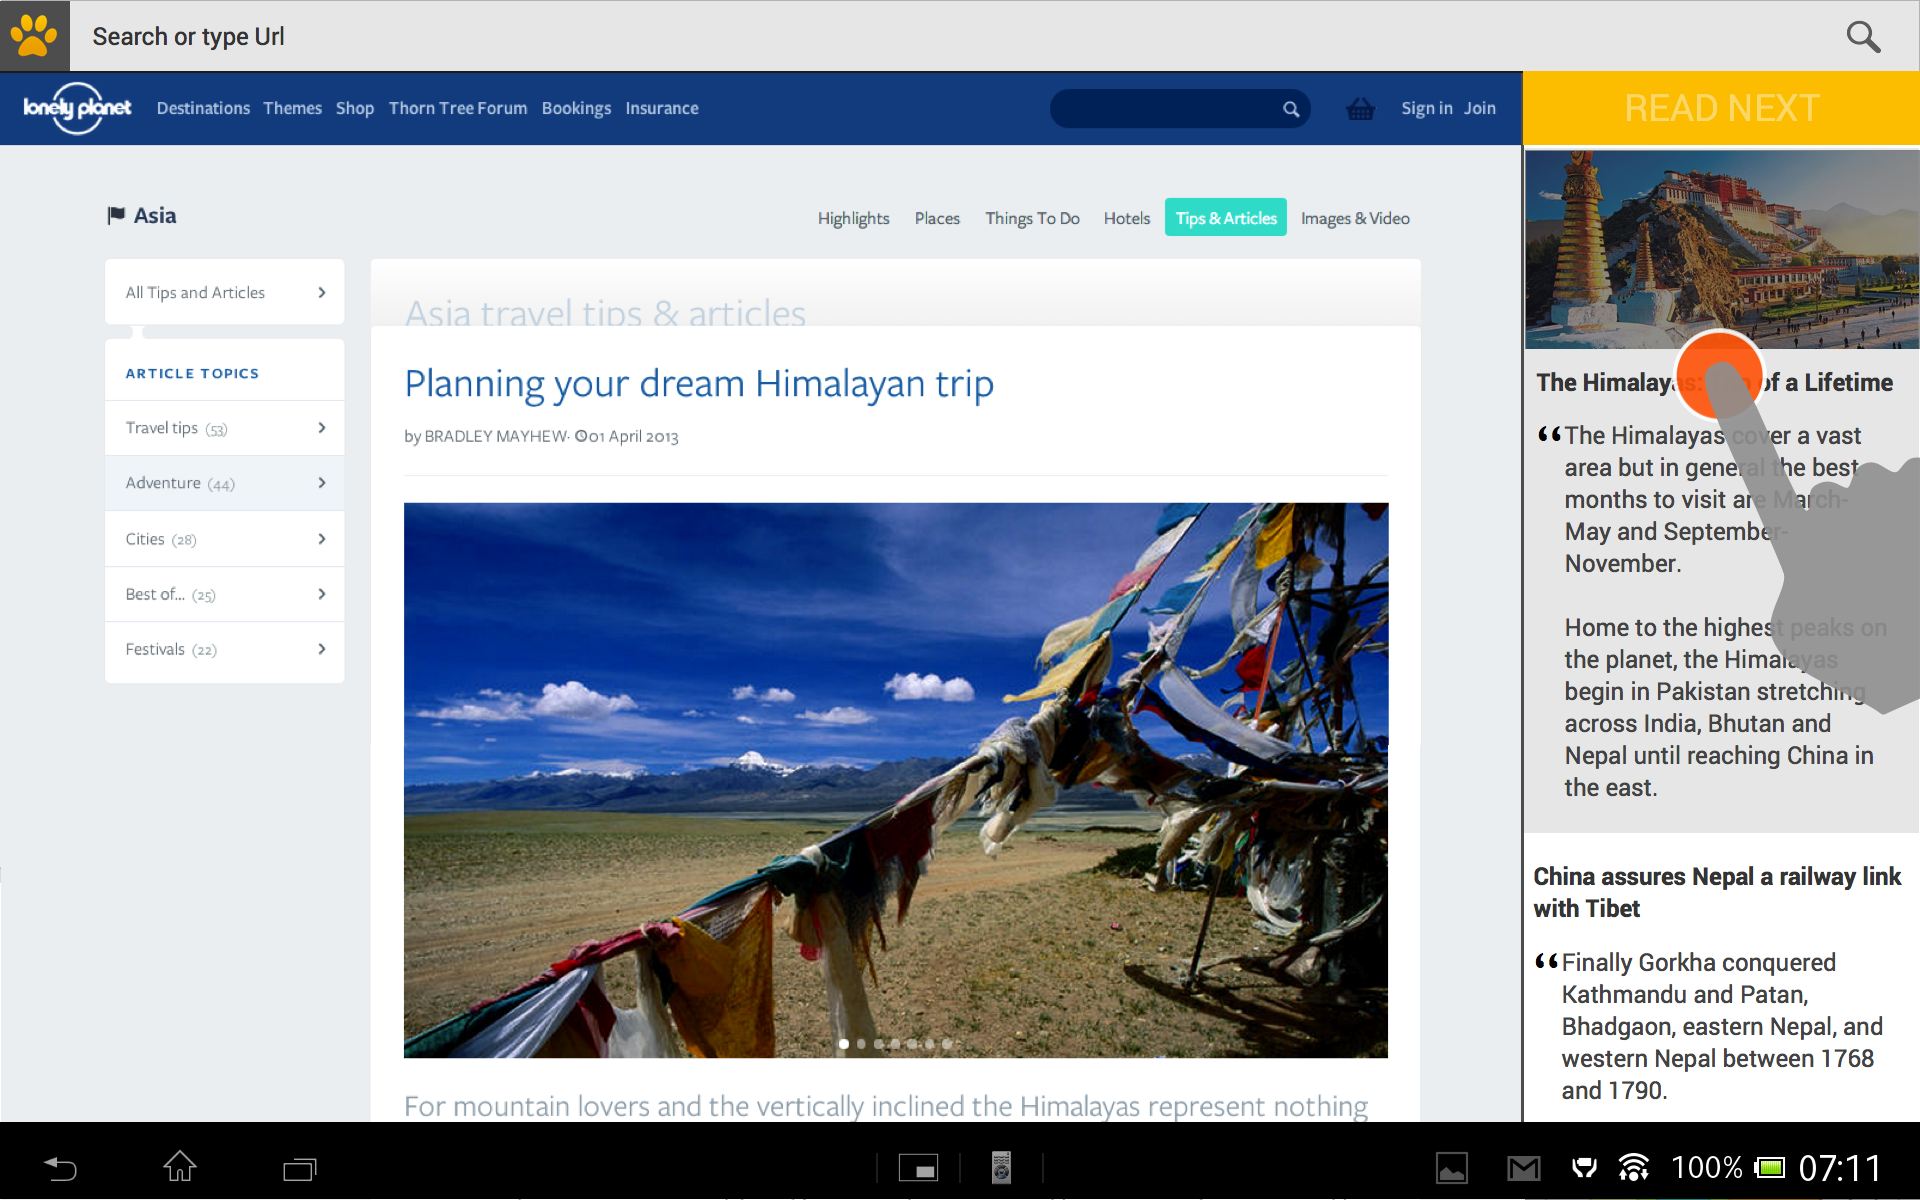 Search or type Url
lonely planet
Destinations Themes Shop Thorn Tree Forum Bookings Insurance
Sign in Join
READ NEXT
Asia
Highlights Places Things To Do Hotels Tips & Articles Images & Video
All Tips and Articles
ARTICLE TOPICS
Travel tips (53)
Adventure (44)
Cities (28)
Best of... (25)
Festivals (22)
Asia travel tips & articles
Planning your dream Himalayan trip
by BRADLEY MAYHEW· 01 April 2013
For mountain lovers and the vertically inclined the Himalayas represent nothing
The Himalayas: of a Lifetime
“The Himalayas cover a vast
area but in general the best
months to visit are March-
May and September-
November.
Home to the highest peaks on
the planet, the Himalayas
begin in Pakistan stretching
across India, Bhutan and
Nepal until reaching China in
the east.
China assures Nepal a railway link
with Tibet
“Finally Gorkha conquered
Kathmandu and Patan,
Bhadgaon, eastern Nepal, and
western Nepal between 1768
and 1790.
100% 07:11